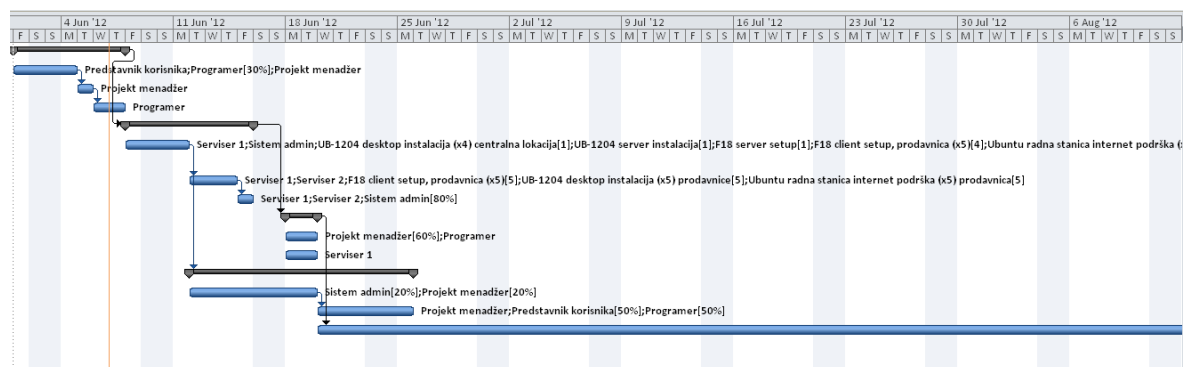 4 Jun '12 11 Jun '12 18 Jun '12 25 Jun '12 2 Jul '12 9 Jul '12 16 Jul '12 23 Jul '12 30 Jul '12 6 Aug '12
F S S M T W T F S S M T W T F S S M T W T F S S M T W T F S S M T W T F S S M T W T F S S M T W T F S S M T W T F S S M T W T F S S M T W T F S S
Predstavnik korisnika;Programer[30%];Projekt menadžer
Projekt menadžer
Programer
Serviser 1;Sistem admin;UB-1204 desktop instalacija (x4) centralna lokacija[1];UB-1204 server instalacija[1];F18 server setup[1];F18 client setup, prodavnica (x5)[4];Ubuntu radna stanica internet podrška (
Serviser 1;Serviser 2;F18 client setup, prodavnica (x5)[5];UB-1204 desktop instalacija (x5) prodavnice[5];Ubuntu radna stanica internet podrška (x5) prodavnica[5]
Serviser 1;Serviser 2;Sistem admin[80%]
Projekt menadžer[60%];Programer
Serviser 1
Sistem admin[20%];Projekt menadžer[20%]
Projekt menadžer;Predstavnik korisnika[50%];Programer[50%]